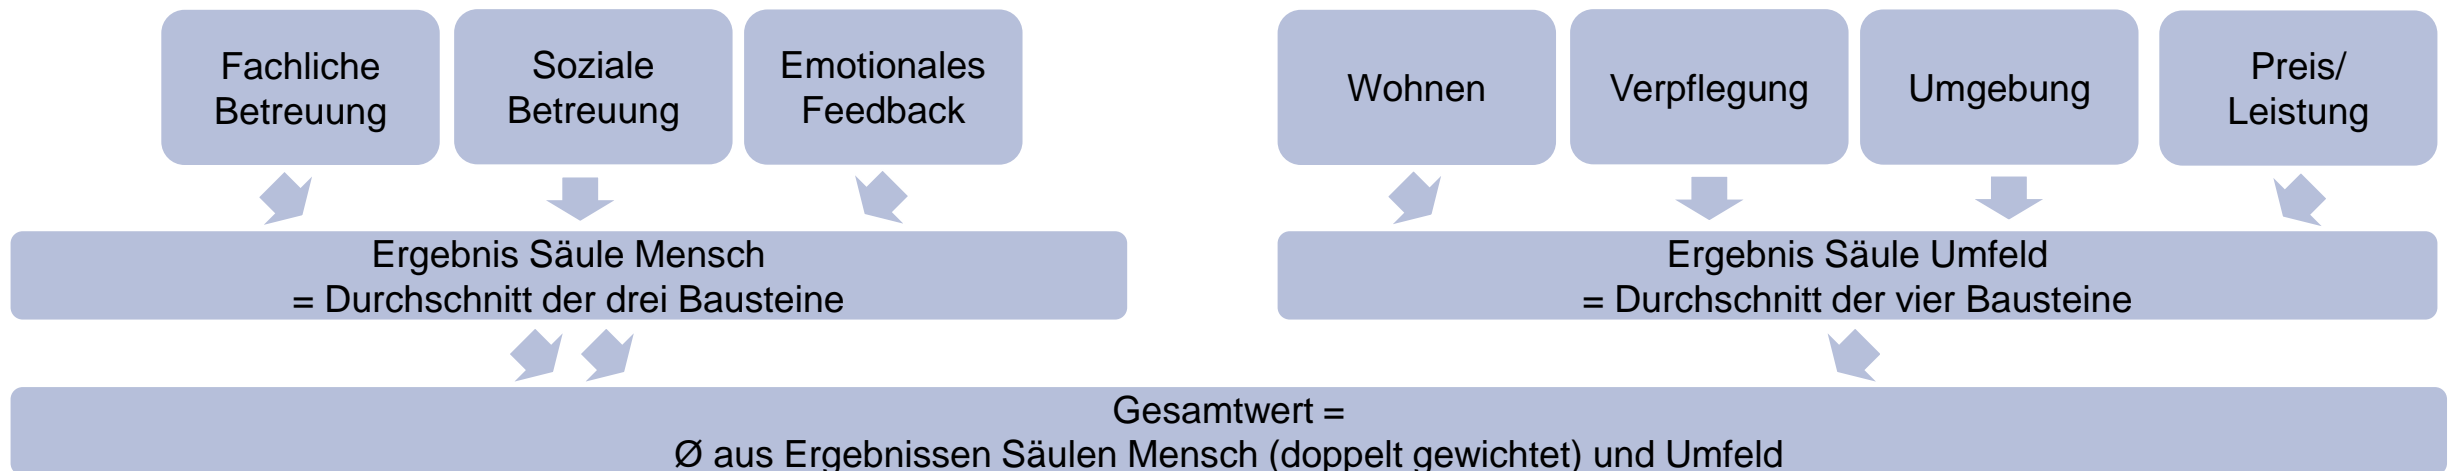 Fachliche
Betreuung
Soziale
Betreuung
Emotionales
Feedback
Wohnen
Verpflegung
Umgebung
Preis/
Leistung
Ergebnis Säule Mensch
= Durchschnitt der drei Bausteine
Ergebnis Säule Umfeld
= Durchschnitt der vier Bausteine
Gesamtwert =
Ø aus Ergebnissen Säulen Mensch (doppelt gewichtet) und Umfeld